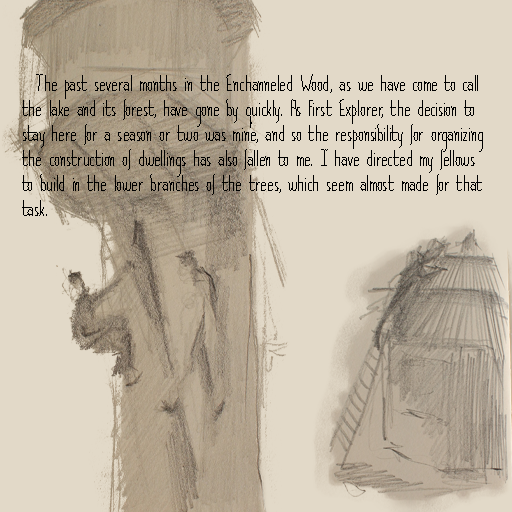 The past several months in the Enchanneled Wood, as we have come to call
the lake and its forest, have gone by quickly. As First Explorer, the decision to
stay here for a season or two was mine, and so the responsibility for organizing
the construction of dwellings has also fallen to me. I have directed my fellows
to build in the lower branches of the trees, which seem almost made for that
task.